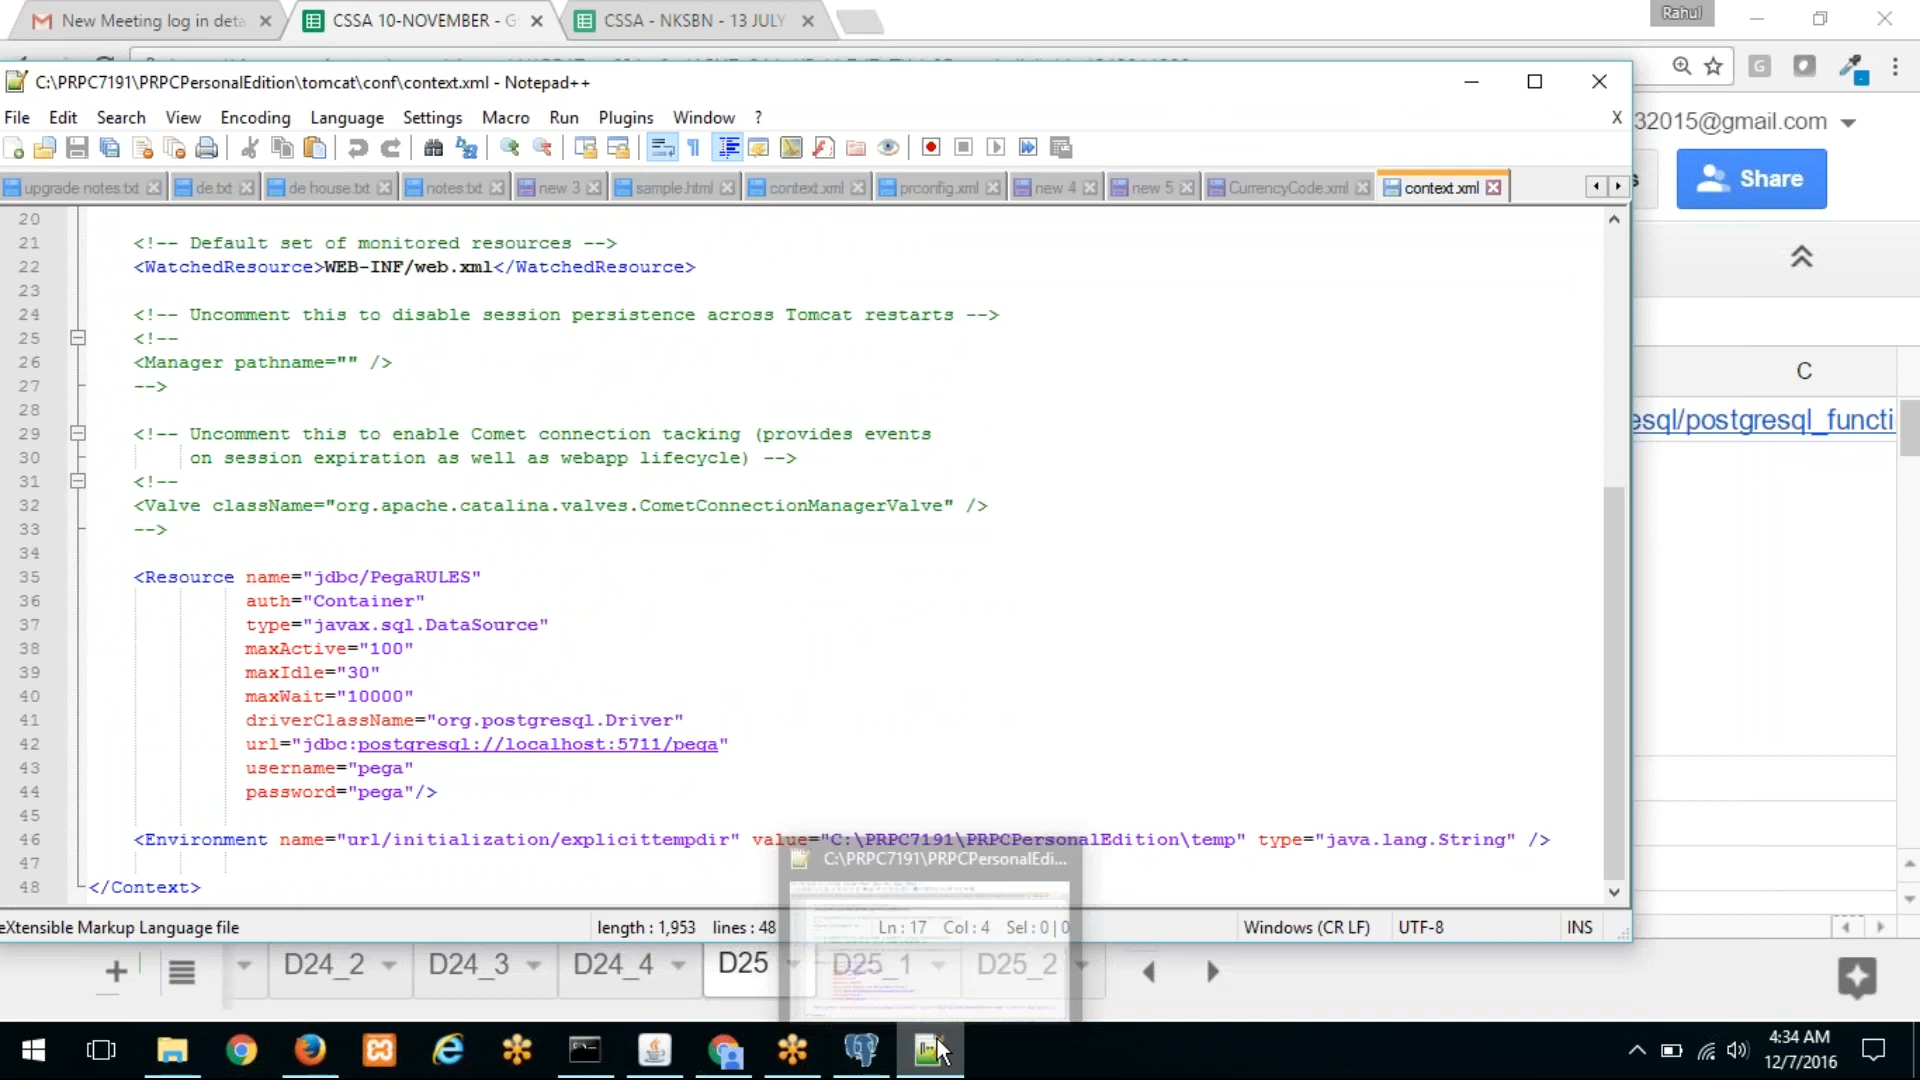 New Meeting log in deta
CSSA 10-NOVEMBER - G
CSSA - NKSBN - 13 JULY
Rahul
C:\PRPC7191\PRPCPersonalEdition\tomcat\conf\context.xml - Notepad++
File Edit Search View Encoding Language Settings Macro Run Plugins Window ? X
32015@gmail.com
Share
upgrade notes.txt de.txt de house.txt notes.txt new 3 sample.html context.xml prconfig.xml new 4 new 5 CurrencyCode.xml context.xml
20
21 <!-- Default set of monitored resources -->
22 <WatchedResource>WEB-INF/web.xml</WatchedResource>
23
24 <!-- Uncomment this to disable session persistence across Tomcat restarts -->
25 <!--
26 <Manager pathname="" />
27 -->
28
29 <!-- Uncomment this to enable Comet connection tacking (provides events
30 on session expiration as well as webapp lifecycle) -->
31 <!--
32 <Valve className="org.apache.catalina.valves.CometConnectionManagerValve" />
33 -->
34
35 <Resource name="jdbc/PegaRULES"
36 auth="Container"
37 type="javax.sql.DataSource"
38 maxActive="100"
39 maxIdle="30"
40 maxWait="10000"
41 driverClassName="org.postgresql.Driver"
42 url="jdbc:postgresql://localhost:5711/pega"
43 username="pega"
44 password="pega"/>
45
46 <Environment name="url/initialization/explicittempdir" value="C:\PRPC7191\PRPCPersonalEdition\temp" type="java.lang.String" />
47
48 </Context>
C
esql/postgresql_functi
C:\PRPC7191\PRPCPersonalEdi...
eXtensible Markup Language file length : 1,953 lines : 48 Ln : 17 Col : 4 Sel : 0 | 0 Windows (CR LF) UTF-8 INS
D24_2 D24_3 D24_4 D25 D25_1 D25_2
4:34 AM
12/7/2016